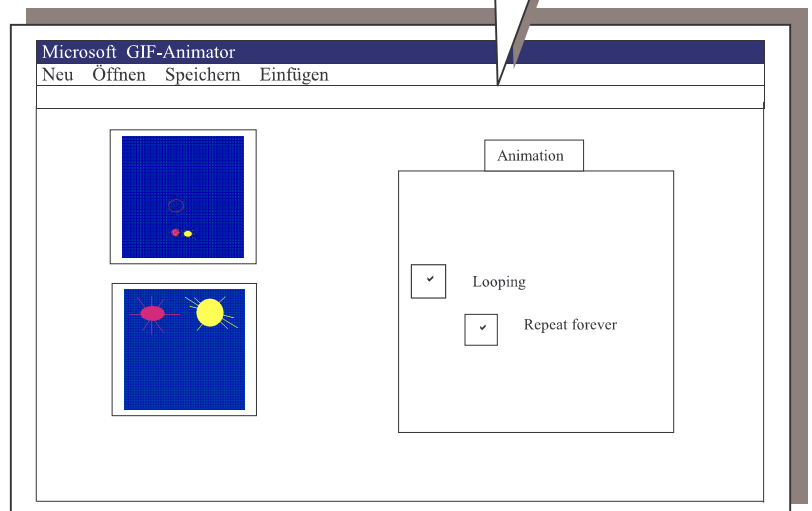 Microsoft GIF-Animator
Neu Öffnen Speichern Einfügen
Animation
Looping
Repeat forever